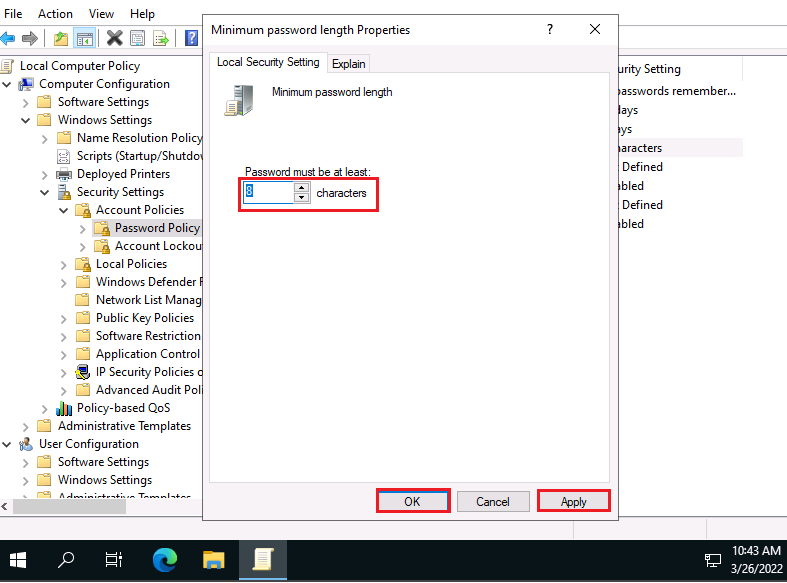 File Action View Help
Minimum password length Properties
?
Local Security Setting Explain
Minimum password length
Password must be at least:
8 characters
OK Cancel Apply
Local Computer Policy
Computer Configuration
Software Settings
Windows Settings
Name Resolution Policy
Scripts (Startup/Shutdow
Deployed Printers
Security Settings
Account Policies
Password Policy
Account Lockou
Local Policies
Windows Defender F
Network List Manag
Public Key Policies
Software Restriction
Application Control
IP Security Policies o
Advanced Audit Poli
Policy-based QoS
Administrative Templates
User Configuration
Software Settings
Windows Settings
Administrative Templates
urity Setting
passwords remember...
days
ays
haracters
t Defined
abled
t Defined
abled
10:43 AM
3/26/2022